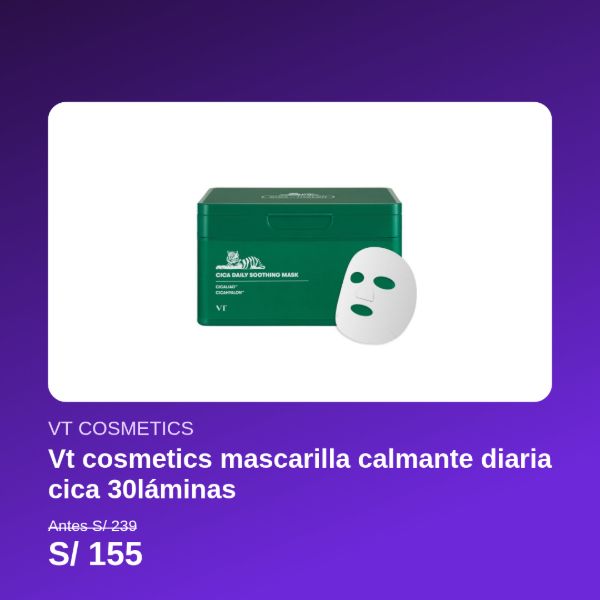 CICA DAILY SOOTHING MASK
VT
VT COSMETICS
Vt cosmetics mascarilla calmante diaria
cica 30láminas
Antes S/ 239
S/ 155